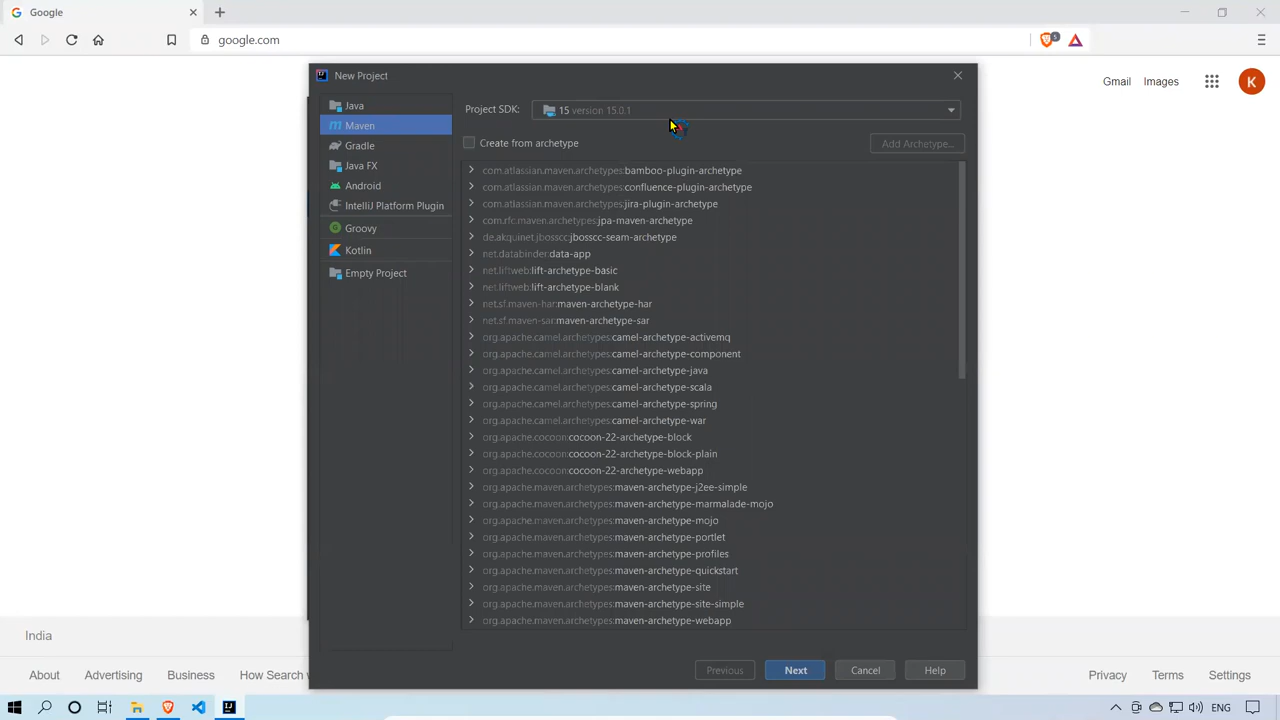 Google
google.com
5
Gmail
Images
K
New Project
Java
Maven
Gradle
Java FX
Android
IntelliJ Platform Plugin
Groovy
Kotlin
Empty Project
Project SDK:
15 version 15.0.1
Create from archetype
Add Archetype...
com.atlassian.maven.archetypes:bamboo-plugin-archetype
com.atlassian.maven.archetypes:confluence-plugin-archetype
com.atlassian.maven.archetypes:jira-plugin-archetype
com.rfc.maven.archetypes:jpa-maven-archetype
de.akquinet.jbosscc:jbosscc-seam-archetype
net.databinder:data-app
net.liftweb:lift-archetype-basic
net.liftweb:lift-archetype-blank
net.sf.maven-har:maven-archetype-har
net.sf.maven-sar:maven-archetype-sar
org.apache.camel.archetypes:camel-archetype-activemq
org.apache.camel.archetypes:camel-archetype-component
org.apache.camel.archetypes:camel-archetype-java
org.apache.camel.archetypes:camel-archetype-scala
org.apache.camel.archetypes:camel-archetype-spring
org.apache.camel.archetypes:camel-archetype-war
org.apache.cocoon:cocoon-22-archetype-block
org.apache.cocoon:cocoon-22-archetype-block-plain
org.apache.cocoon:cocoon-22-archetype-webapp
org.apache.maven.archetypes:maven-archetype-j2ee-simple
org.apache.maven.archetypes:maven-archetype-marmalade-mojo
org.apache.maven.archetypes:maven-archetype-mojo
org.apache.maven.archetypes:maven-archetype-portlet
org.apache.maven.archetypes:maven-archetype-profiles
org.apache.maven.archetypes:maven-archetype-quickstart
org.apache.maven.archetypes:maven-archetype-site
org.apache.maven.archetypes:maven-archetype-site-simple
org.apache.maven.archetypes:maven-archetype-webapp
Previous
Next
Cancel
Help
India
About
Advertising
Business
How Search
Privacy
Terms
Settings
ENG